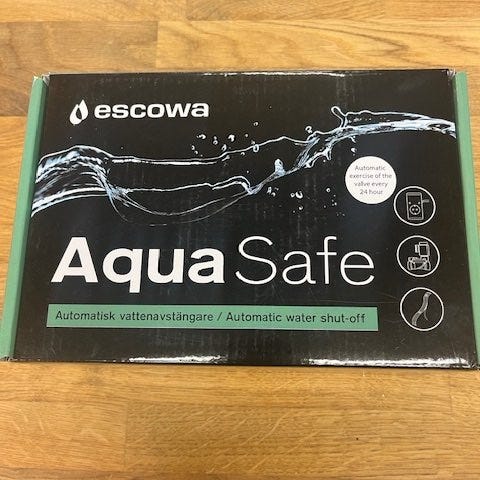 escowa
Automatic
exercise of the
valve every
24 hour
Aqua Safe
Automatisk vattenavstängare / Automatic water shut-off